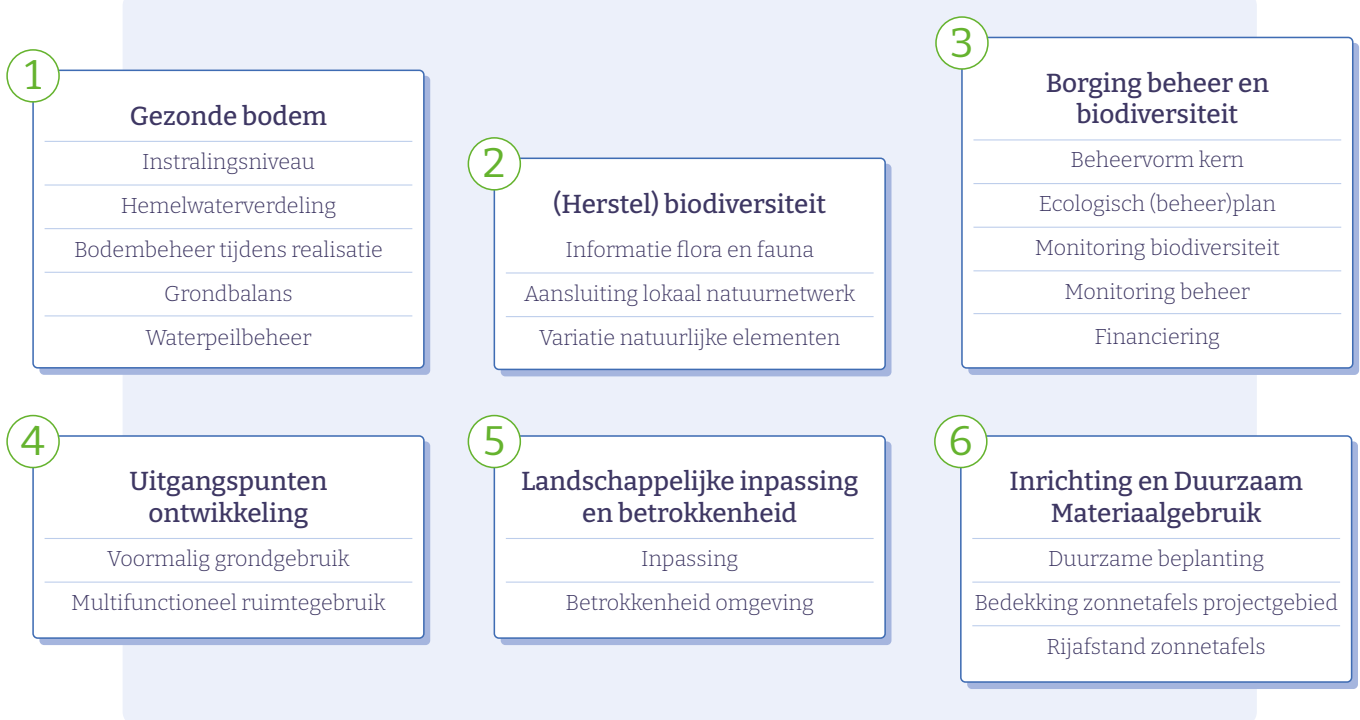 1
Gezonde bodem
Instralingsniveau
Hemelwaterverdeling
Bodembeheer tijdens realisatie
Grondbalans
Waterpeilbeheer
2
(Herstel) biodiversiteit
Informatie flora en fauna
Aansluiting lokaal natuurnetwerk
Variatie natuurlijke elementen
3
Borging beheer en
biodiversiteit
Beheervorm kern
Ecologisch (beheer)plan
Monitoring biodiversiteit
Monitoring beheer
Financiering
4
Uitgangspunten
ontwikkeling
Voormalig grondgebruik
Multifunctioneel ruimtegebruik
5
Landschappelijke inpassing
en betrokkenheid
Inpassing
Betrokkenheid omgeving
6
Inrichting en Duurzaam
Materiaalgebruik
Duurzame beplanting
Bedekking zonnetafels projectgebied
Rijafstand zonnetafels